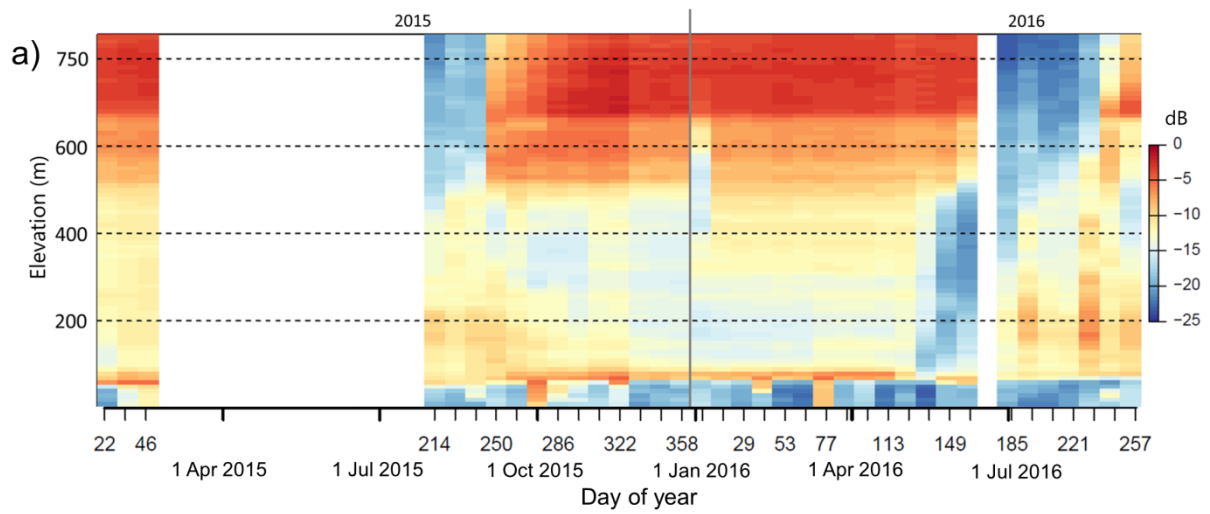 2015 2016
a)
Elevation (m)
750
600
400
200
dB
0
−5
−10
−15
−20
−25
22 46 214 250 286 322 358 29 53 77 113 149 185 221 257
1 Apr 2015 1 Jul 2015 1 Oct 2015 1 Jan 2016 1 Apr 2016 1 Jul 2016
Day of year